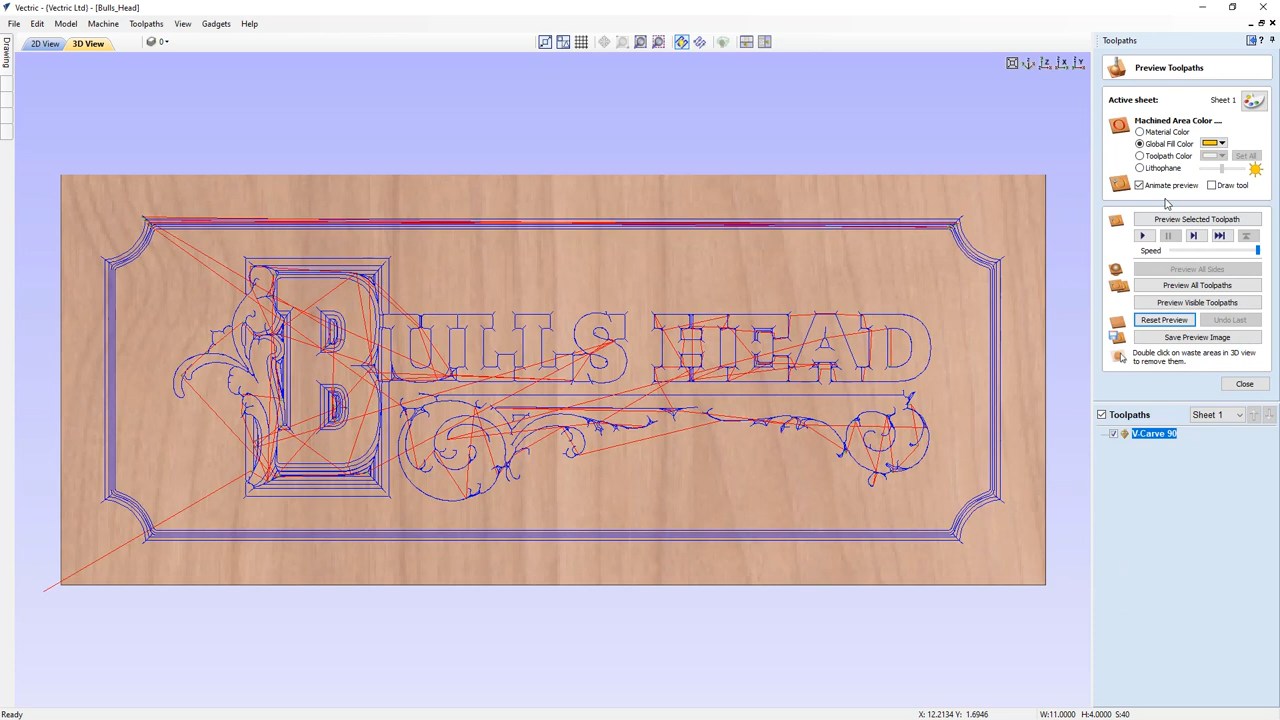 Vectric - {Vectric Ltd} - [Bulls_Head]
File Edit Model Machine Toolpaths View Gadgets Help
2D View 3D View 0
Drawing
Toolpaths
Preview Toolpaths
Active sheet: Sheet 1
Machined Area Color ....
Material Color
Global Fill Color
Toolpath Color Set All
Lithophane
Animate preview Draw tool
Preview Selected Toolpath
Speed
Preview All Sides
Preview All Toolpaths
Preview Visible Toolpaths
Reset Preview Undo Last
Save Preview Image
Double click on waste areas in 3D view
to remove them.
Close
Toolpaths Sheet 1
V-Carve 90
BULLS HEAD
Ready
X: 12.2134 Y: 1.6946 W:11.0000 H:4.0000 S:40